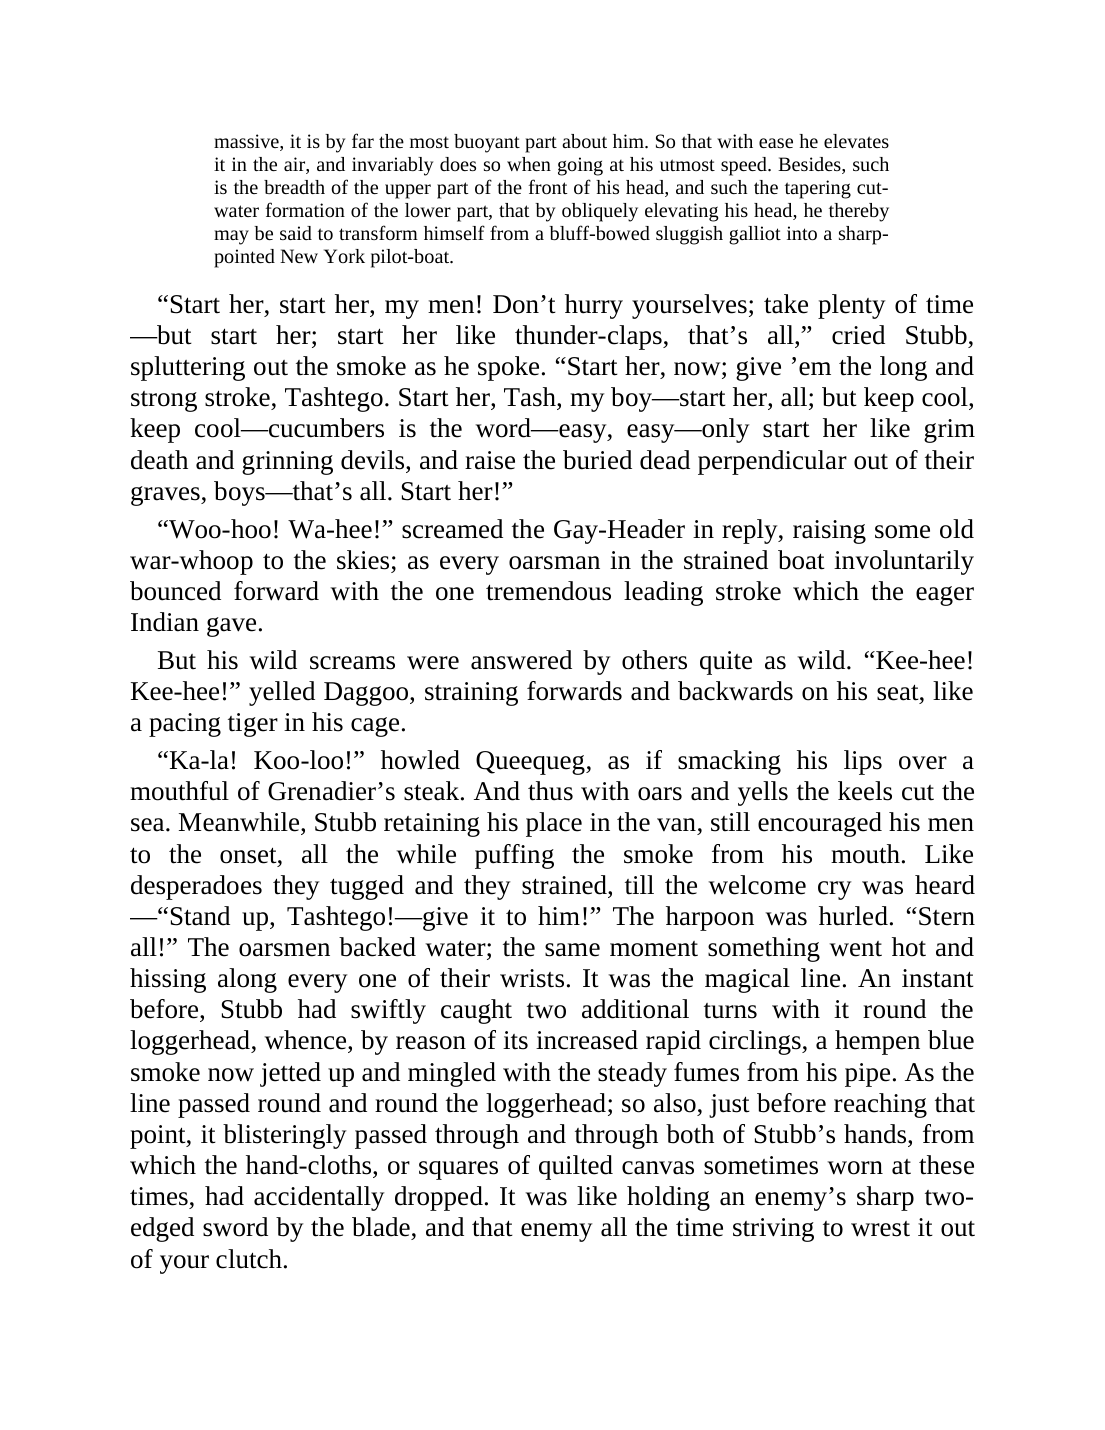 massive, it is by far the most buoyant part about him. So that with ease he elevates
it in the air, and invariably does so when going at his utmost speed. Besides, such
is the breadth of the upper part of the front of his head, and such the tapering cut-
water formation of the lower part, that by obliquely elevating his head, he thereby
may be said to transform himself from a bluff-bowed sluggish galliot into a sharp-
pointed New York pilot-boat.
“Start her, start her, my men! Don’t hurry yourselves; take plenty of time
—but start her; start her like thunder-claps, that’s all,” cried Stubb,
spluttering out the smoke as he spoke. “Start her, now; give ’em the long and
strong stroke, Tashtego. Start her, Tash, my boy—start her, all; but keep cool,
keep cool—cucumbers is the word—easy, easy—only start her like grim
death and grinning devils, and raise the buried dead perpendicular out of their
graves, boys—that’s all. Start her!”
“Woo-hoo! Wa-hee!” screamed the Gay-Header in reply, raising some old
war-whoop to the skies; as every oarsman in the strained boat involuntarily
bounced forward with the one tremendous leading stroke which the eager
Indian gave.
But his wild screams were answered by others quite as wild. “Kee-hee!
Kee-hee!” yelled Daggoo, straining forwards and backwards on his seat, like
a pacing tiger in his cage.
“Ka-la! Koo-loo!” howled Queequeg, as if smacking his lips over a
mouthful of Grenadier’s steak. And thus with oars and yells the keels cut the
sea. Meanwhile, Stubb retaining his place in the van, still encouraged his men
to the onset, all the while puffing the smoke from his mouth. Like
desperadoes they tugged and they strained, till the welcome cry was heard
—“Stand up, Tashtego!—give it to him!” The harpoon was hurled. “Stern
all!” The oarsmen backed water; the same moment something went hot and
hissing along every one of their wrists. It was the magical line. An instant
before, Stubb had swiftly caught two additional turns with it round the
loggerhead, whence, by reason of its increased rapid circlings, a hempen blue
smoke now jetted up and mingled with the steady fumes from his pipe. As the
line passed round and round the loggerhead; so also, just before reaching that
point, it blisteringly passed through and through both of Stubb’s hands, from
which the hand-cloths, or squares of quilted canvas sometimes worn at these
times, had accidentally dropped. It was like holding an enemy’s sharp two-
edged sword by the blade, and that enemy all the time striving to wrest it out
of your clutch.